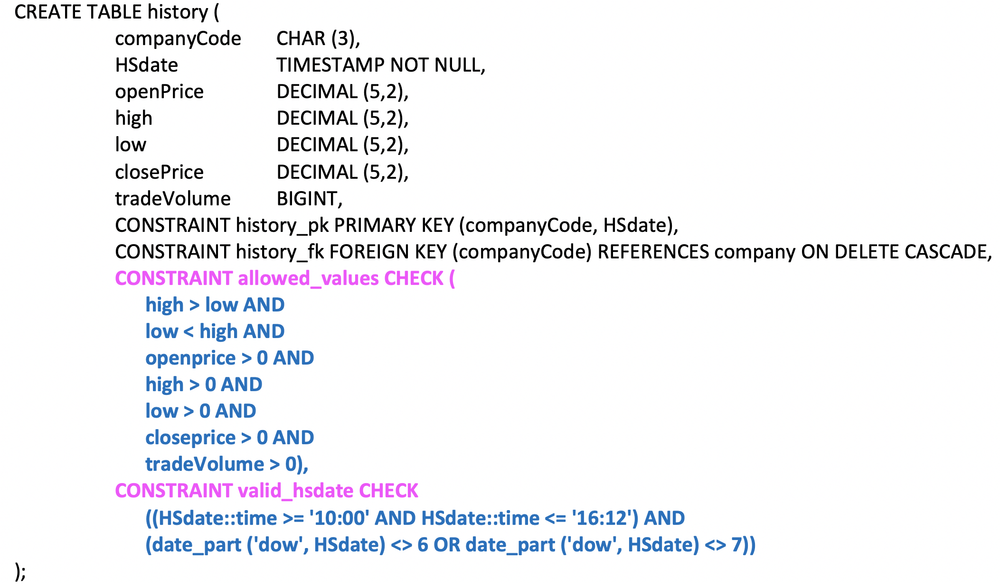 CREATE TABLE history (
companyCode CHAR (3),
HSdate TIMESTAMP NOT NULL,
openPrice DECIMAL (5,2),
high DECIMAL (5,2),
low DECIMAL (5,2),
closePrice DECIMAL (5,2),
tradeVolume BIGINT,
CONSTRAINT history_pk PRIMARY KEY (companyCode, HSdate),
CONSTRAINT history_fk FOREIGN KEY (companyCode) REFERENCES company ON DELETE CASCADE,
CONSTRAINT allowed_values CHECK (
high > low AND
low < high AND
openprice > 0 AND
high > 0 AND
low > 0 AND
closeprice > 0 AND
tradeVolume > 0),
CONSTRAINT valid_hsdate CHECK
((HSdate::time >= '10:00' AND HSdate::time <= '16:12') AND
(date_part ('dow', HSdate) <> 6 OR date_part ('dow', HSdate) <> 7))
);